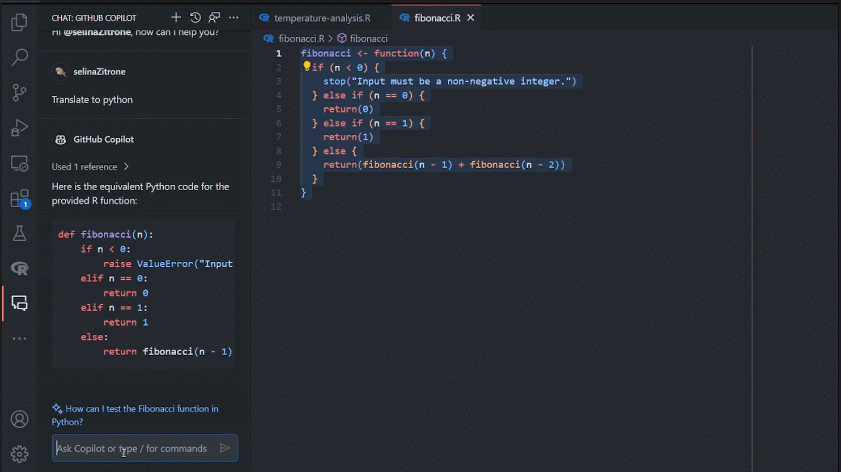 CHAT: GITHUB COPILOT
Hi @selinaZitrone, how can I help you?
selinaZitrone
Translate to python
GitHub Copilot
Used 1 reference
Here is the equivalent Python code for the
provided R function:
def fibonacci(n):
    if n < 0:
        raise ValueError("Input
    elif n == 0:
        return 0
    elif n == 1:
        return 1
    else:
        return fibonacci(n - 1)
How can I test the Fibonacci function in
Python?
Ask Copilot or type / for commands
1
temperature-analysis.R
fibonacci.R
fibonacci.R > fibonacci
1 fibonacci <- function(n) {
2   if (n < 0) {
3     stop("Input must be a non-negative integer.")
4   } else if (n == 0) {
5     return(0)
6   } else if (n == 1) {
7     return(1)
8   } else {
9     return(fibonacci(n - 1) + fibonacci(n - 2))
10   }
11 }
12